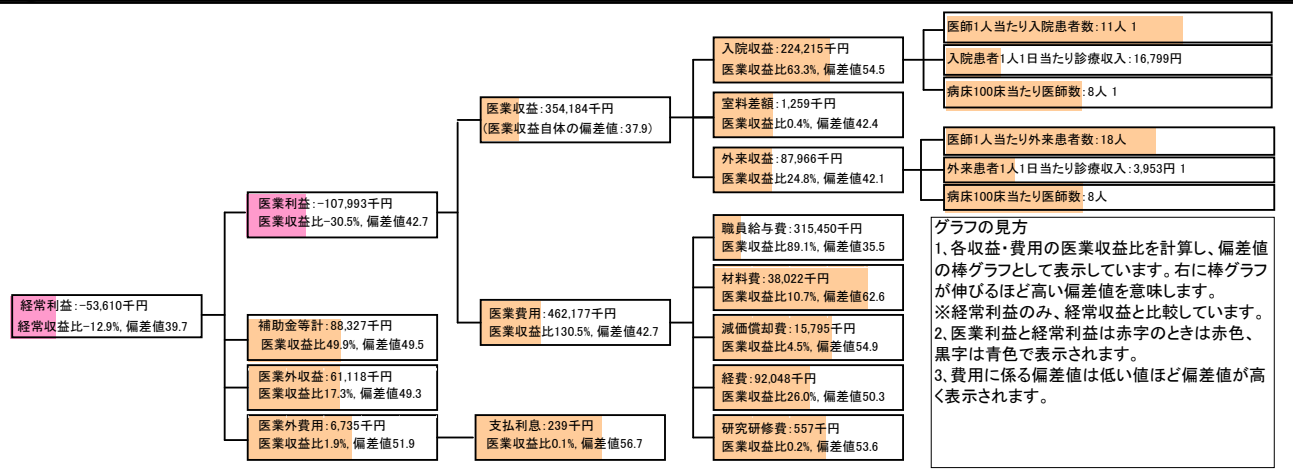 経常利益:-53,610千円
経常収益比-12.9%, 偏差値39.7
医業利益:-107,993千円
医業収益比-30.5%, 偏差値42.7
補助金等計:88,327千円
医業収益比49.9%, 偏差値49.5
医業外収益:61,118千円
医業収益比17.3%, 偏差値49.3
医業外費用:6,735千円
医業収益比1.9%, 偏差値51.9
医業収益:354,184千円
(医業収益自体の偏差値:37.9)
医業費用:462,177千円
医業収益比130.5%, 偏差値42.7
支払利息:239千円
医業収益比0.1%, 偏差値56.7
入院収益:224,215千円
医業収益比63.3%, 偏差値54.5
室料差額:1,259千円
医業収益比0.4%, 偏差値42.4
外来収益:87,966千円
医業収益比24.8%, 偏差値42.1
職員給与費:315,450千円
医業収益比89.1%, 偏差値35.5
材料費:38,022千円
医業収益比10.7%, 偏差値62.6
減価償却費:15,795千円
医業収益比4.5%, 偏差値54.9
経費:92,048千円
医業収益比26.0%, 偏差値50.3
研究研修費:557千円
医業収益比0.2%, 偏差値53.6
医師1人当たり入院患者数:11人 1
入院患者1人1日当たり診療収入:16,799円
病床100床当たり医師数:8人 1
医師1人当たり外来患者数:18人
外来患者1人1日当たり診療収入:3,953円 1
病床100床当たり医師数:8人
グラフの見方
1、各収益・費用の医業収益比を計算し、偏差値
の棒グラフとして表示しています。右に棒グラフ
が伸びるほど高い偏差値を意味します。
※経常利益のみ、経常収益と比較しています。
2、医業利益と経常利益は赤字のときは赤色、
黒字は青色で表示されます。
3、費用に係る偏差値は低い値ほど偏差値が高
く表示されます。